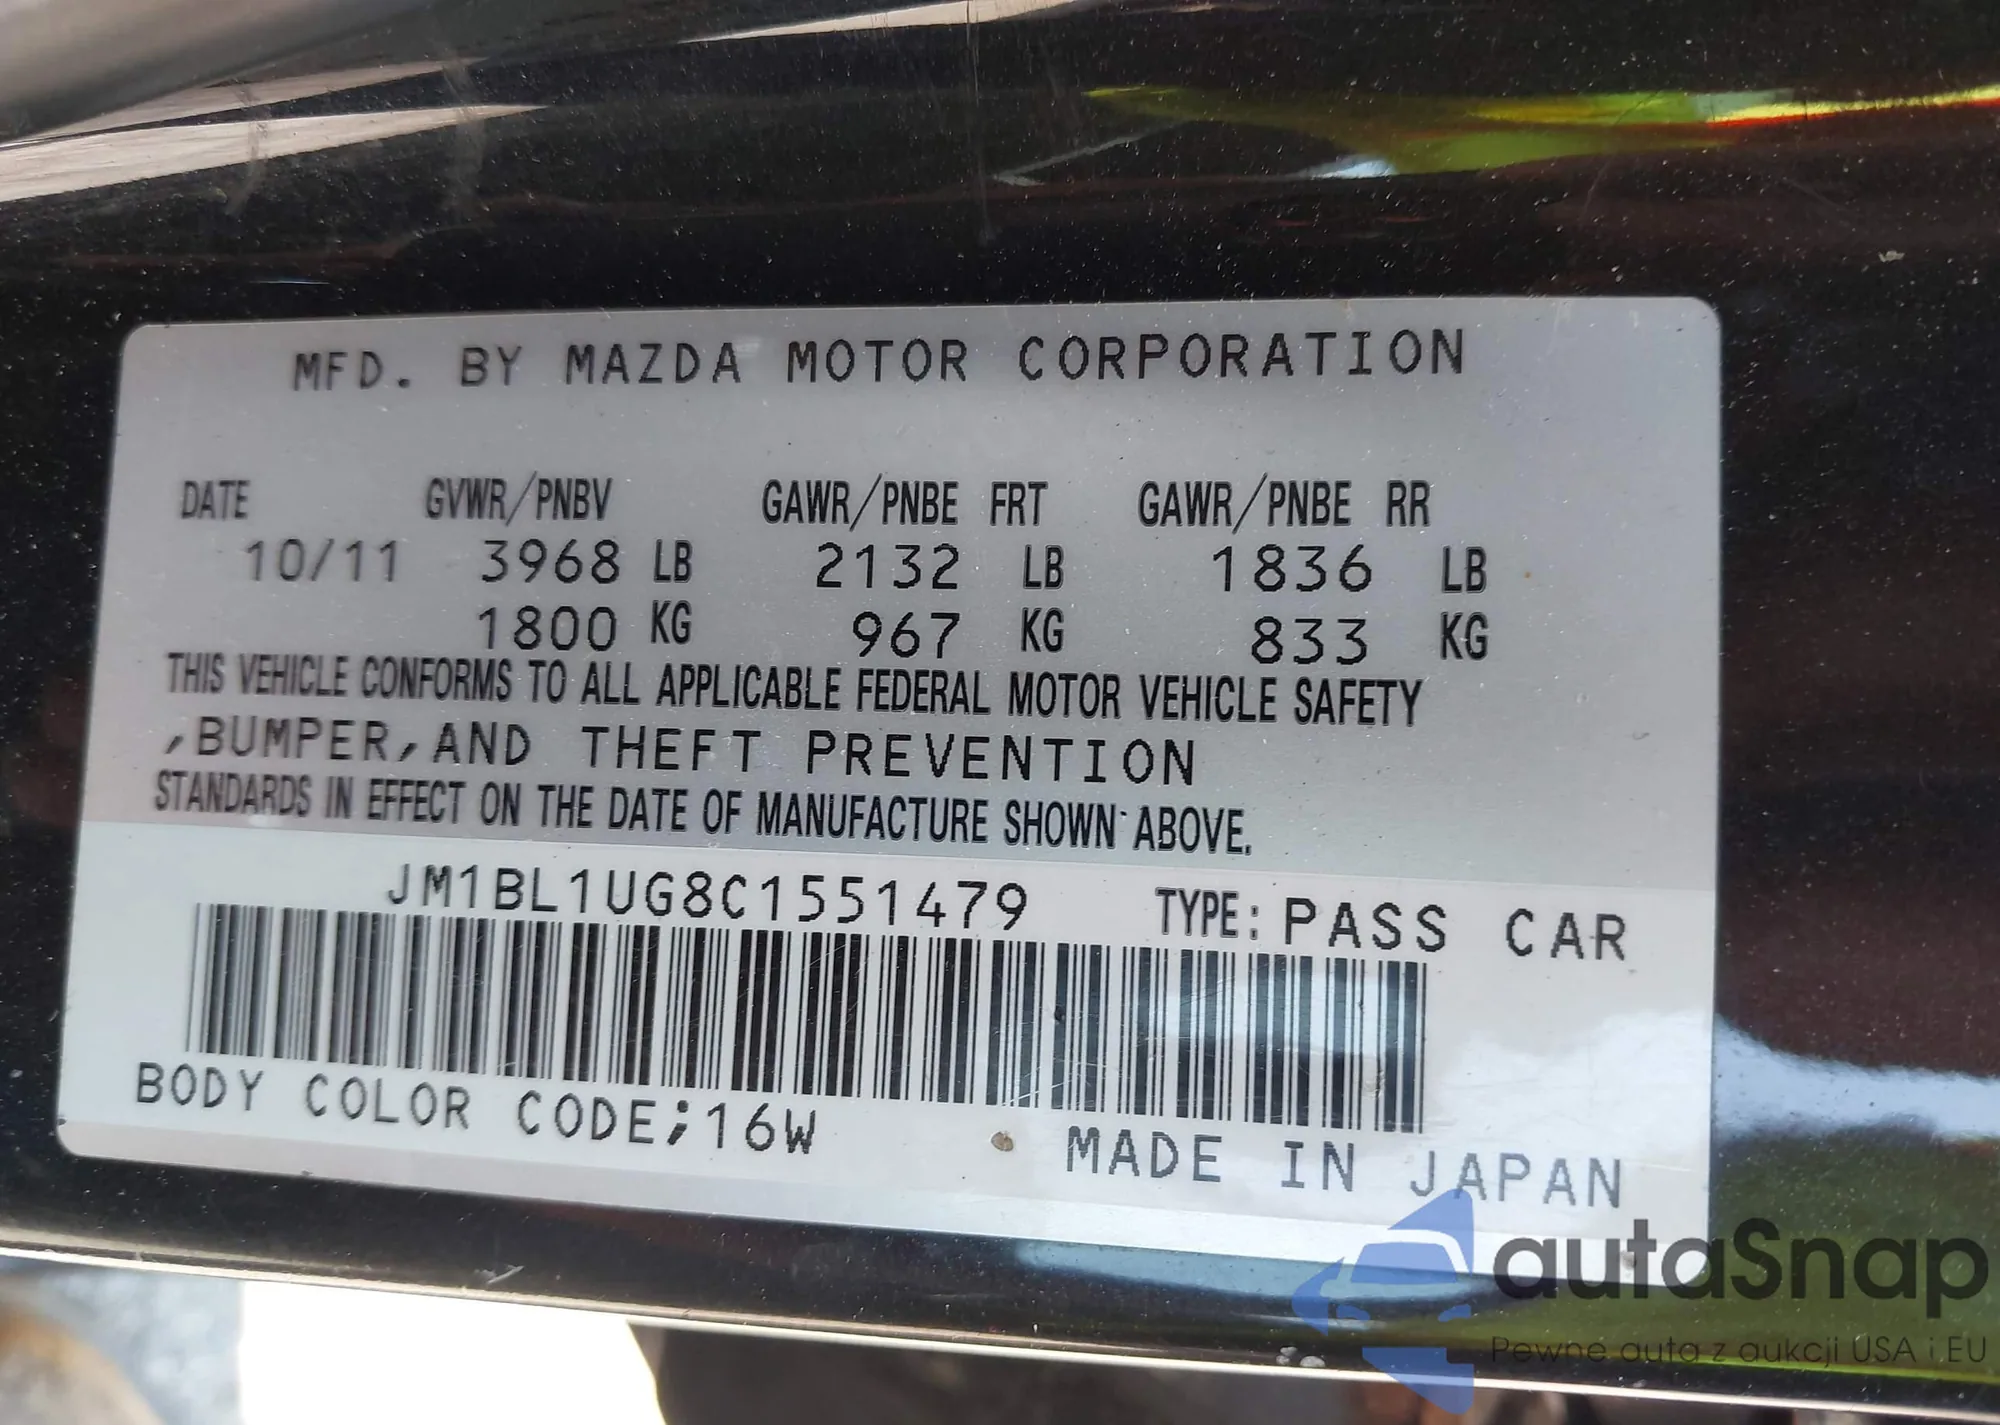 MFD. BY MAZDA MOTOR CORPORATION
DATE GVWR/PNBV GAWR/PNBE FRT GAWR/PNBE RR
10/11 3968 LB 2132 LB 1836 LB
1800 KG 967 KG 833 KG
THIS VEHICLE CONFORMS TO ALL APPLICABLE FEDERAL MOTOR VEHICLE SAFETY
,BUMPER,AND THEFT PREVENTION
STANDARDS IN EFFECT ON THE DATE OF MANUFACTURE SHOWN ABOVE.
JM1BL1UG8C1551479 TYPE: PASS CAR
BODY COLOR CODE;16W
MADE IN JAPAN
autaSnap
Pewne auta z aukcji USA i EU